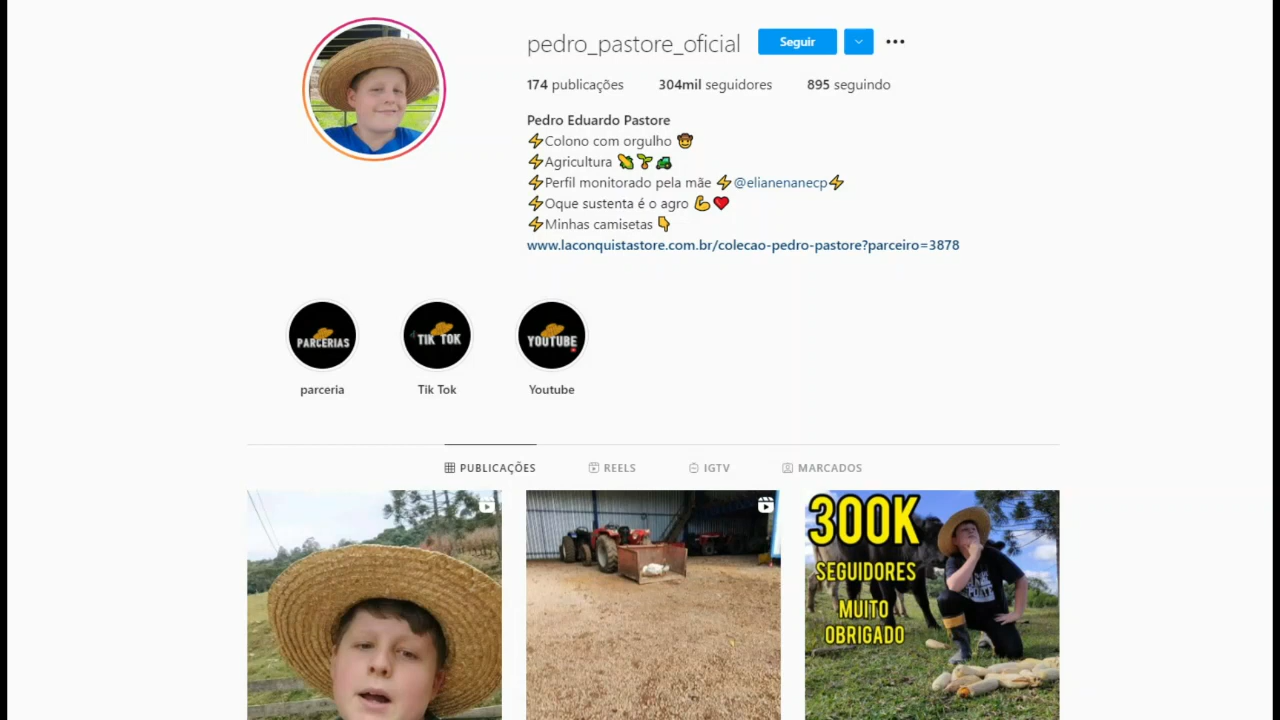 pedro_pastore_oficial
Seguir
174 publicações 304mil seguidores 895 seguindo
Pedro Eduardo Pastore
⚡Colono com orgulho 🤠
⚡Agricultura 🌽🌱🚜
⚡Perfil monitorado pela mãe ⚡@elianenanecp⚡
⚡Oque sustenta é o agro 💪❤️
⚡Minhas camisetas 👇
www.laconquistastore.com.br/colecao-pedro-pastore?parceiro=3878
PARCERIAS
TIK TOK
YOUTUBE
parceria
Tik Tok
Youtube
PUBLICAÇÕES
REELS
IGTV
MARCADOS
300K
SEGUIDORES
MUITO
OBRIGADO